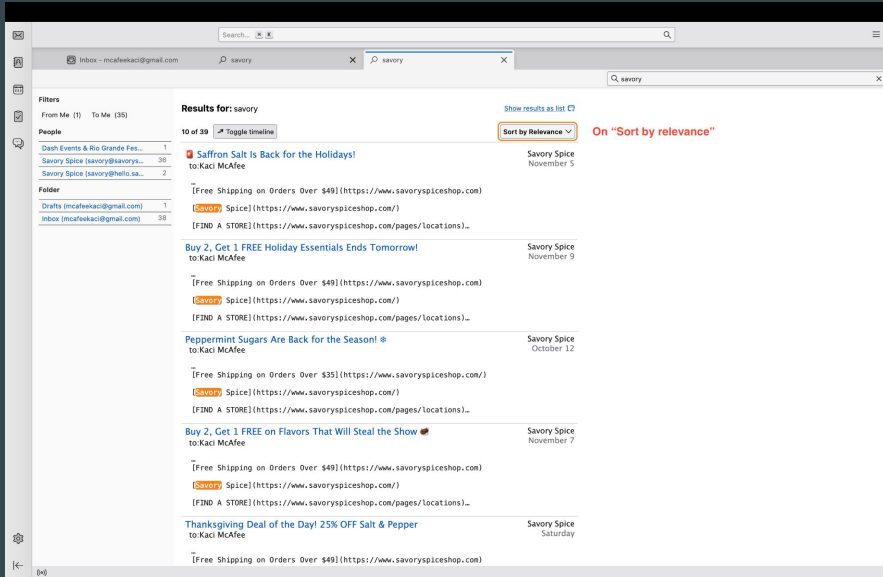 Search... ⌘ K
Inbox - mcafeekaci@gmail.com
savory
savory
savory
Filters
From Me (1) To Me (35)
People
Dash Events & Rio Grande Fes... 1
Savory Spice (savory@savorys... 36
Savory Spice (savory@hello.sa... 2
Folder
Drafts (mcafeekaci@gmail.com) 1
Inbox (mcafeekaci@gmail.com) 38
Results for: savory
Show results as list
10 of 39 Toggle timeline
Sort by Relevance
On “Sort by relevance”
🚨 Saffron Salt Is Back for the Holidays! Savory Spice
to:Kaci McAfee November 5
…
[Free Shipping on Orders Over $49](https://www.savoryspiceshop.com)
[Savory Spice](https://www.savoryspiceshop.com/)
[FIND A STORE](https://www.savoryspiceshop.com/pages/locations)…
Buy 2, Get 1 FREE Holiday Essentials Ends Tomorrow! Savory Spice
to:Kaci McAfee November 9
…
[Free Shipping on Orders Over $49](https://www.savoryspiceshop.com)
[Savory Spice](https://www.savoryspiceshop.com/)
[FIND A STORE](https://www.savoryspiceshop.com/pages/locations)…
Peppermint Sugars Are Back for the Season! ❄ Savory Spice
to:Kaci McAfee October 12
…
[Free Shipping on Orders Over $35](https://www.savoryspiceshop.com/)
[Savory Spice](https://www.savoryspiceshop.com/)
[FIND A STORE](https://www.savoryspiceshop.com/pages/locations)…
Buy 2, Get 1 FREE on Flavors That Will Steal the Show Savory Spice
to:Kaci McAfee November 7
…
[Free Shipping on Orders Over $49](https://www.savoryspiceshop.com)
[Savory Spice](https://www.savoryspiceshop.com/)
[FIND A STORE](https://www.savoryspiceshop.com/pages/locations)…
Thanksgiving Deal of the Day! 25% OFF Salt & Pepper Savory Spice
to:Kaci McAfee Saturday
…
[Free Shipping on Orders Over $49](https://www.savoryspiceshop.com)